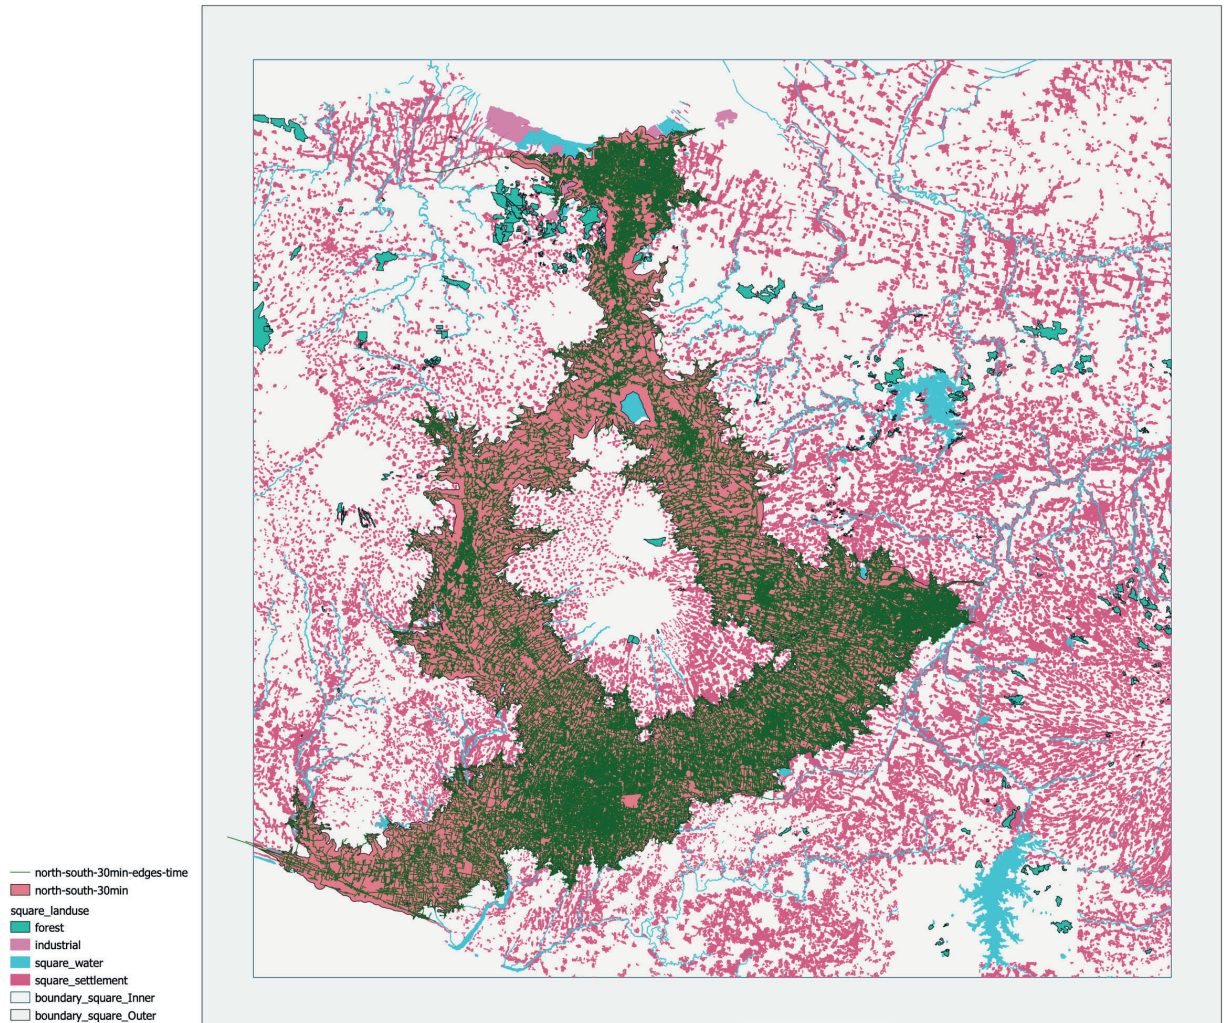 north-south-30min-edges-time
north-south-30min
square_landuse
forest
industrial
square_water
square_settlement
boundary_square_Inner
boundary_square_Outer